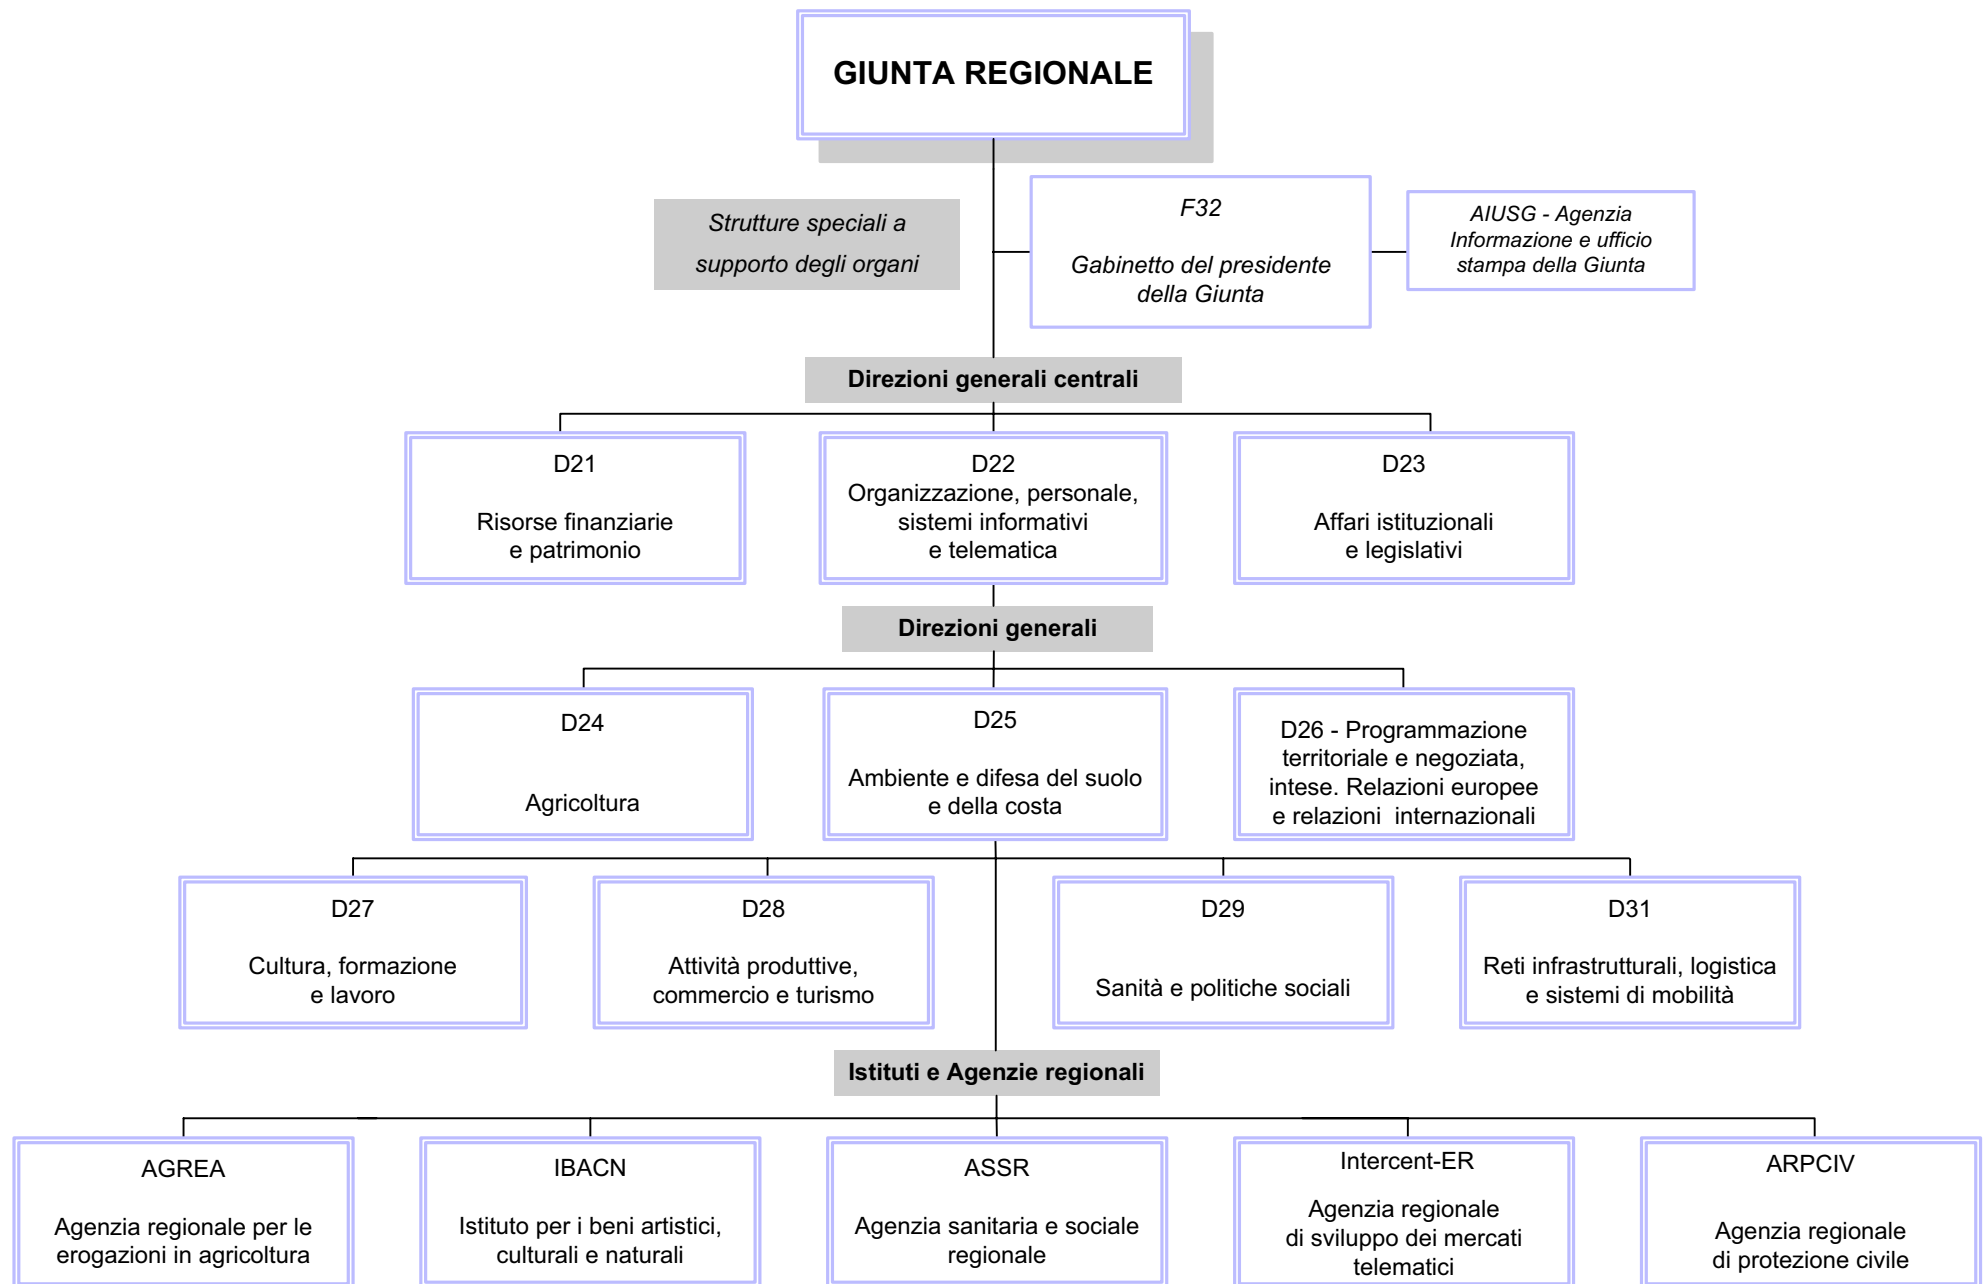 GIUNTA REGIONALE
Strutture speciali a
supporto degli organi
F32
Gabinetto del presidente
della Giunta
AIUSG - Agenzia
Informazione e ufficio
stampa della Giunta
Direzioni generali centrali
D21
Risorse finanziarie
e patrimonio
D22
Organizzazione, personale,
sistemi informativi
e telematica
D23
Affari istituzionali
e legislativi
Direzioni generali
D24
Agricoltura
D25
Ambiente e difesa del suolo
e della costa
D26 - Programmazione
territoriale e negoziata,
intese. Relazioni europee
e relazioni internazionali
D27
Cultura, formazione
e lavoro
D28
Attività produttive,
commercio e turismo
D29
Sanità e politiche sociali
D31
Reti infrastrutturali, logistica
e sistemi di mobilità
Istituti e Agenzie regionali
AGREA
Agenzia regionale per le
erogazioni in agricoltura
IBACN
Istituto per i beni artistici,
culturali e naturali
ASSR
Agenzia sanitaria e sociale
regionale
Intercent-ER
Agenzia regionale
di sviluppo dei mercati
telematici
ARPCIV
Agenzia regionale
di protezione civile